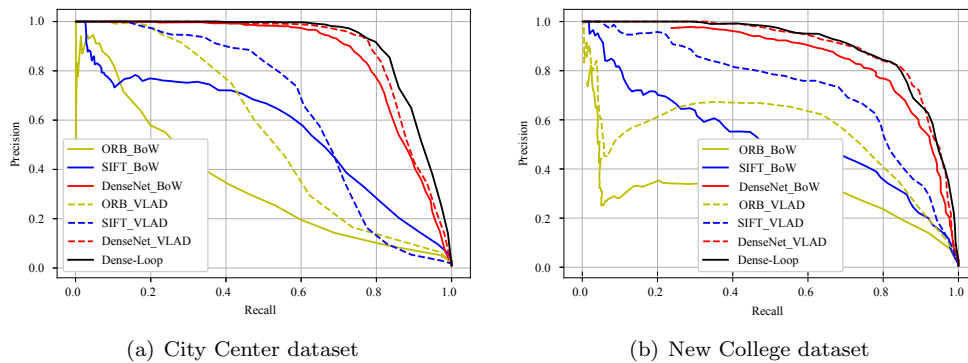 1.0
0.8
0.6
0.4
0.2
0.0
Precision
ORB_BoW
SIFT_BoW
DenseNet_BoW
ORB_VLAD
SIFT_VLAD
DenseNet_VLAD
Dense-Loop
0.0 0.2 0.4 0.6 0.8 1.0
Recall
(a) City Center dataset
1.0
0.8
0.6
0.4
0.2
0.0
Precision
ORB_BoW
SIFT_BoW
DenseNet_BoW
ORB_VLAD
SIFT_VLAD
DenseNet_VLAD
Dense-Loop
0.0 0.2 0.4 0.6 0.8 1.0
Recall
(b) New College dataset